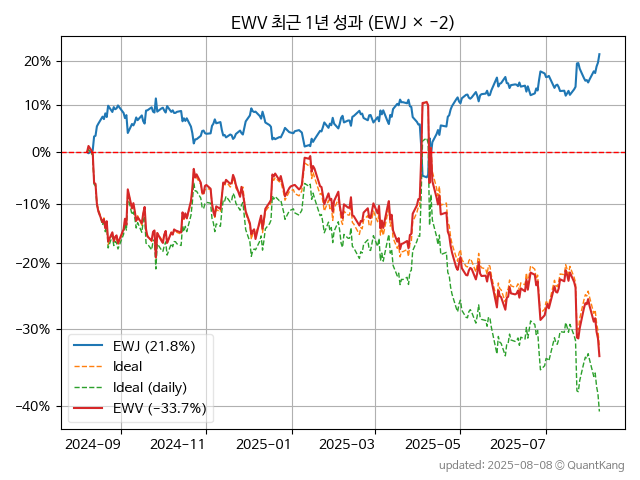 EWV 최근 1년 성과 (EWJ × −2)
20%
10%
0%
−10%
−20%
−30%
−40%
EWJ (21.8%)
Ideal
Ideal (daily)
EWV (−33.7%)
2024-09 2024-11 2025-01 2025-03 2025-05 2025-07
updated: 2025-08-08 © QuantKang